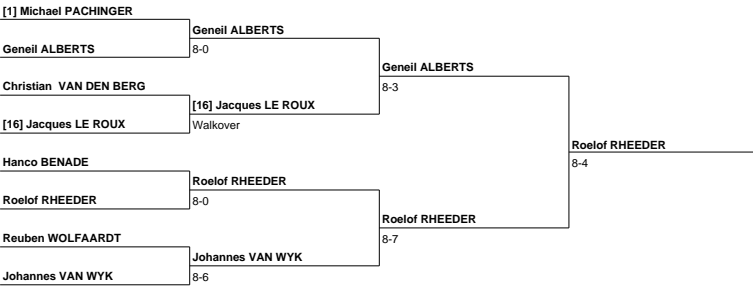 [1] Michael PACHINGER
Geneil ALBERTS
Geneil ALBERTS
8-0
Geneil ALBERTS
8-3
Christian VAN DEN BERG
[16] Jacques LE ROUX
[16] Jacques LE ROUX
Walkover
Roelof RHEEDER
8-4
Hanco BENADE
Roelof RHEEDER
Roelof RHEEDER
8-0
Roelof RHEEDER
8-7
Reuben WOLFAARDT
Johannes VAN WYK
Johannes VAN WYK
8-6